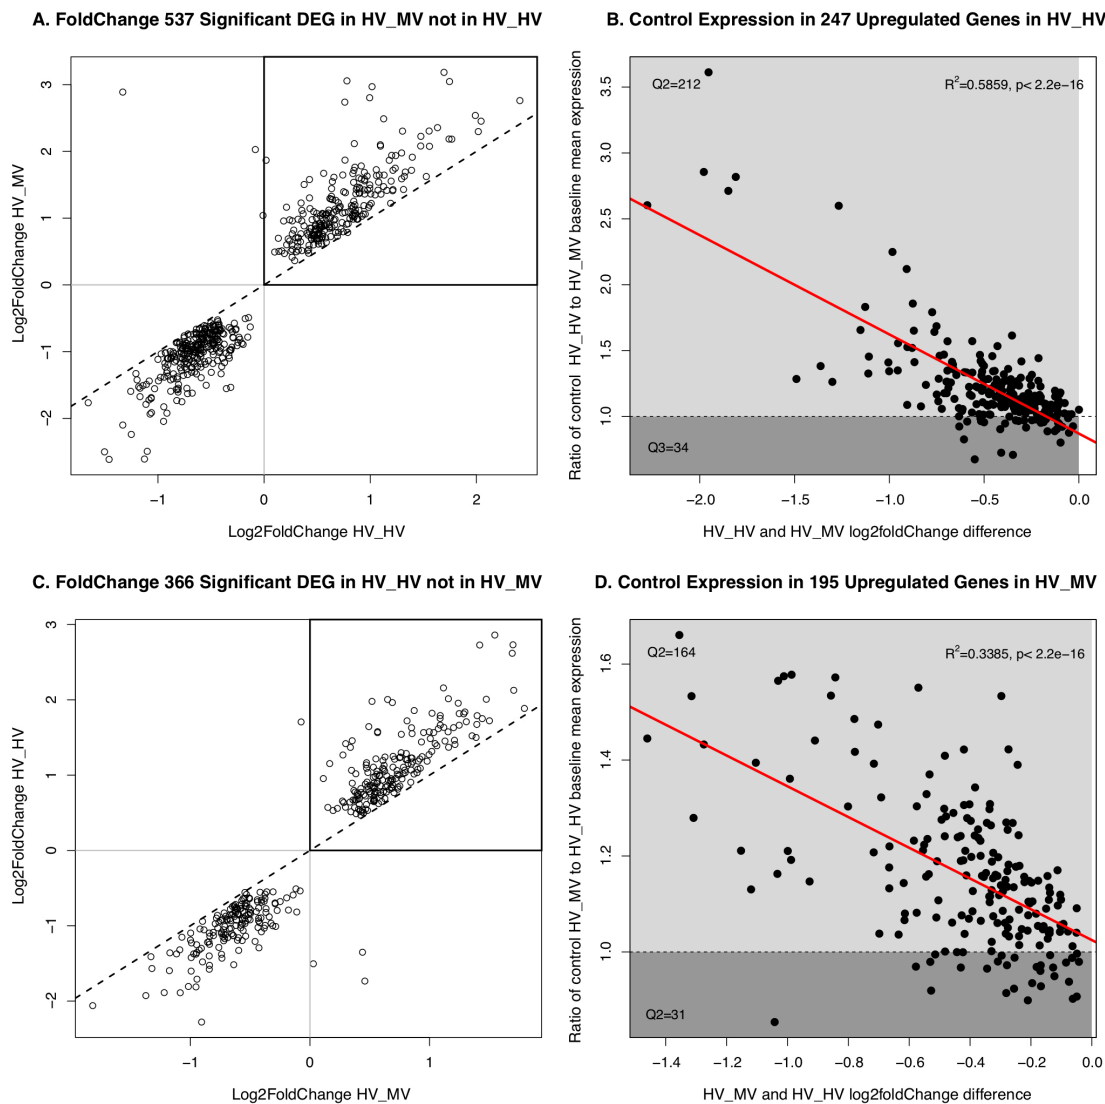 A. FoldChange 537 Significant DEG in HV_MV not in HV_HV
3
2
1
0
−1
−2
Log2FoldChange HV_MV
−1 0 1 2
Log2FoldChange HV_HV
B. Control Expression in 247 Upregulated Genes in HV_HV
Q2=212
R2=0.5859, p< 2.2e−16
3.5
3.0
2.5
2.0
1.5
1.0
Q3=34
Ratio of control HV_HV to HV_MV baseline mean expression
−2.0 −1.5 −1.0 −0.5 0.0
HV_HV and HV_MV log2foldChange difference
C. FoldChange 366 Significant DEG in HV_HV not in HV_MV
3
2
1
0
−1
−2
Log2FoldChange HV_HV
−1 0 1
Log2FoldChange HV_MV
D. Control Expression in 195 Upregulated Genes in HV_MV
Q2=164
R2=0.3385, p< 2.2e−16
1.6
1.4
1.2
1.0
Q2=31
Ratio of control HV_MV to HV_HV baseline mean expression
−1.4 −1.2 −1.0 −0.8 −0.6 −0.4 −0.2 0.0
HV_MV and HV_HV log2foldChange difference